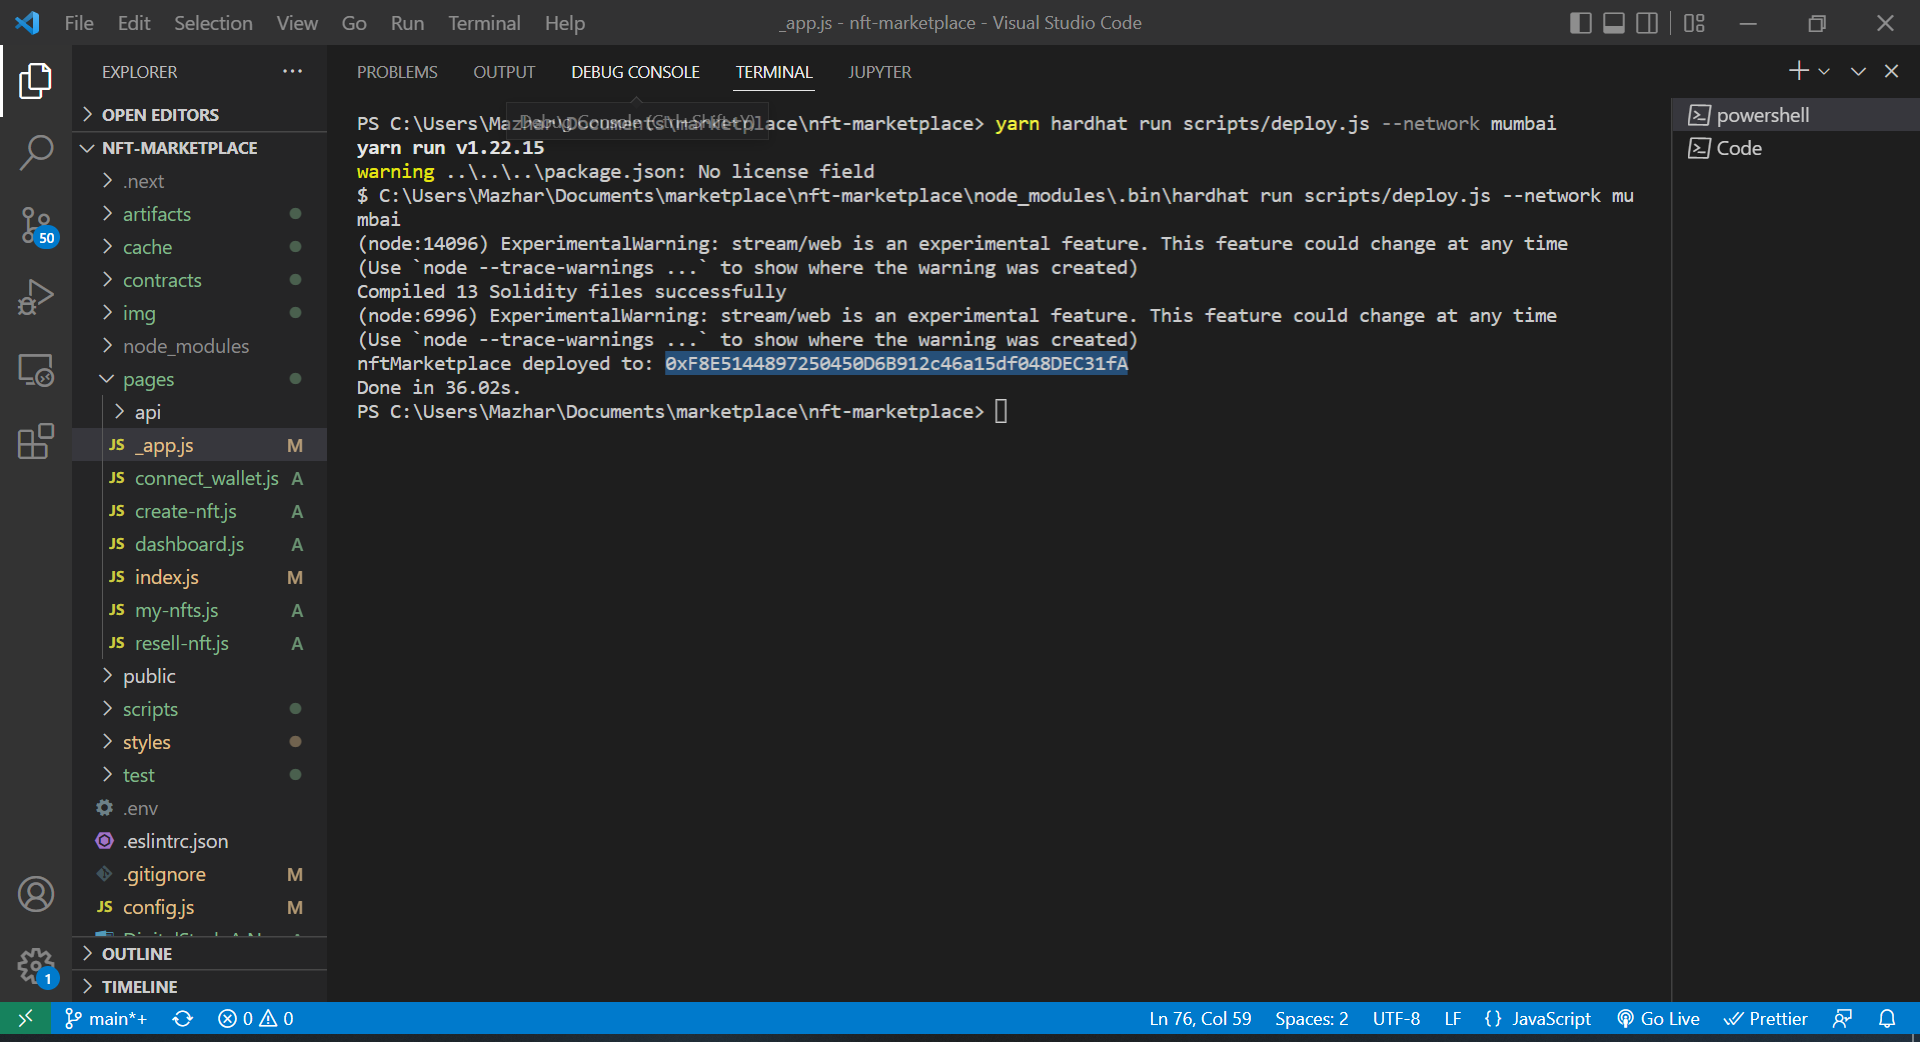 File Edit Selection View Go Run Terminal Help
_app.js - nft-marketplace - Visual Studio Code
EXPLORER
OPEN EDITORS
NFT-MARKETPLACE
.next
artifacts
cache
contracts
img
node_modules
pages
api
JS _app.js M
JS connect_wallet.js A
JS create-nft.js A
JS dashboard.js A
JS index.js M
JS my-nfts.js A
JS resell-nft.js A
public
scripts
styles
test
.env
.eslintrc.json
.gitignore M
JS config.js M
OUTLINE
TIMELINE
50
1
PROBLEMS OUTPUT DEBUG CONSOLE TERMINAL JUPYTER
Debug Console (Ctrl+Shift+Y)
PS C:\Users\Mazhar\Documents\marketplace\nft-marketplace> yarn hardhat run scripts/deploy.js --network mumbai
yarn run v1.22.15
warning ..\..\..\package.json: No license field
$ C:\Users\Mazhar\Documents\marketplace\nft-marketplace\node_modules\.bin\hardhat run scripts/deploy.js --network mu
mbai
(node:14096) ExperimentalWarning: stream/web is an experimental feature. This feature could change at any time
(Use `node --trace-warnings ...` to show where the warning was created)
Compiled 13 Solidity files successfully
(node:6996) ExperimentalWarning: stream/web is an experimental feature. This feature could change at any time
(Use `node --trace-warnings ...` to show where the warning was created)
nftMarketplace deployed to: 0xF8E5144897250450D6B912c46a15df048DEC31fA
Done in 36.02s.
PS C:\Users\Mazhar\Documents\marketplace\nft-marketplace>
powershell
Code
main*+ 0 0 Ln 76, Col 59 Spaces: 2 UTF-8 LF {} JavaScript Go Live Prettier